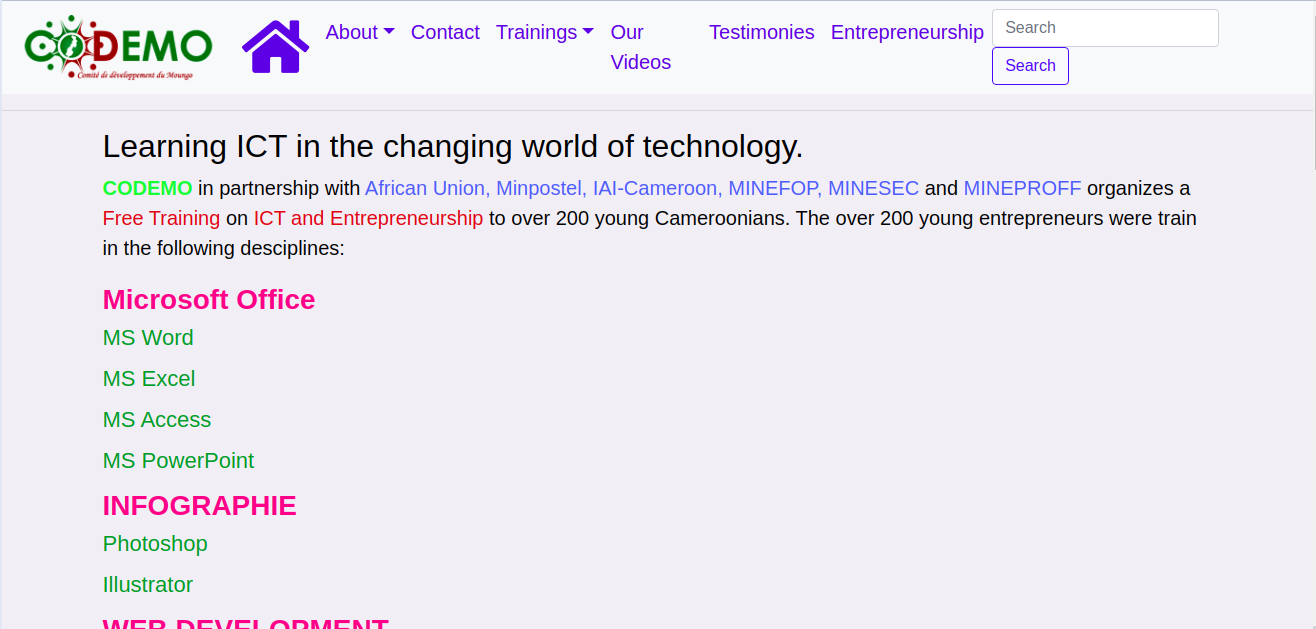 CODEMO
Comité de développement du Moungo
About
Contact
Trainings
Our
Videos
Testimonies
Entrepreneurship
Search
Search
Learning ICT in the changing world of technology.
CODEMO in partnership with African Union, Minpostel, IAI-Cameroon, MINEFOP, MINESEC and MINEPROFF organizes a
Free Training on ICT and Entrepreneurship to over 200 young Cameroonians. The over 200 young entrepreneurs were train
in the following desciplines:
Microsoft Office
MS Word
MS Excel
MS Access
MS PowerPoint
INFOGRAPHIE
Photoshop
Illustrator
WEB DEVELOPMENT